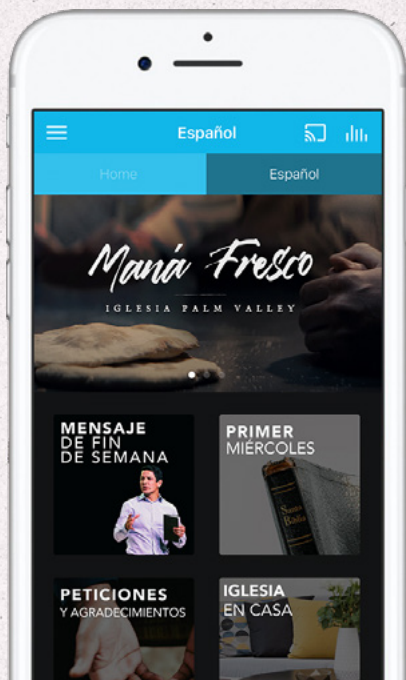 Español
Home
Español
Maná Fresco
IGLESIA PALM VALLEY
MENSAJE
DE FIN
DE SEMANA
PRIMER
MIÉRCOLES
Santa
Biblia
PETICIONES
Y AGRADECIMIENTOS
IGLESIA
EN CASA